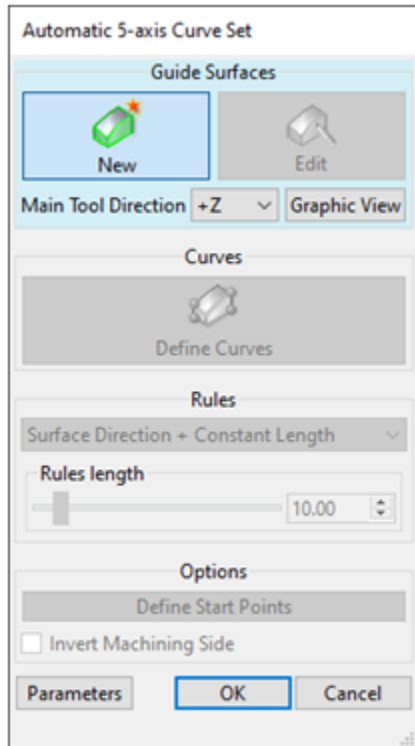 Automatic 5-axis Curve Set
Guide Surfaces
New
Edit
Main Tool Direction +Z Graphic View
Curves
Define Curves
Rules
Surface Direction + Constant Length
Rules length
10.00
Options
Define Start Points
Invert Machining Side
Parameters OK Cancel